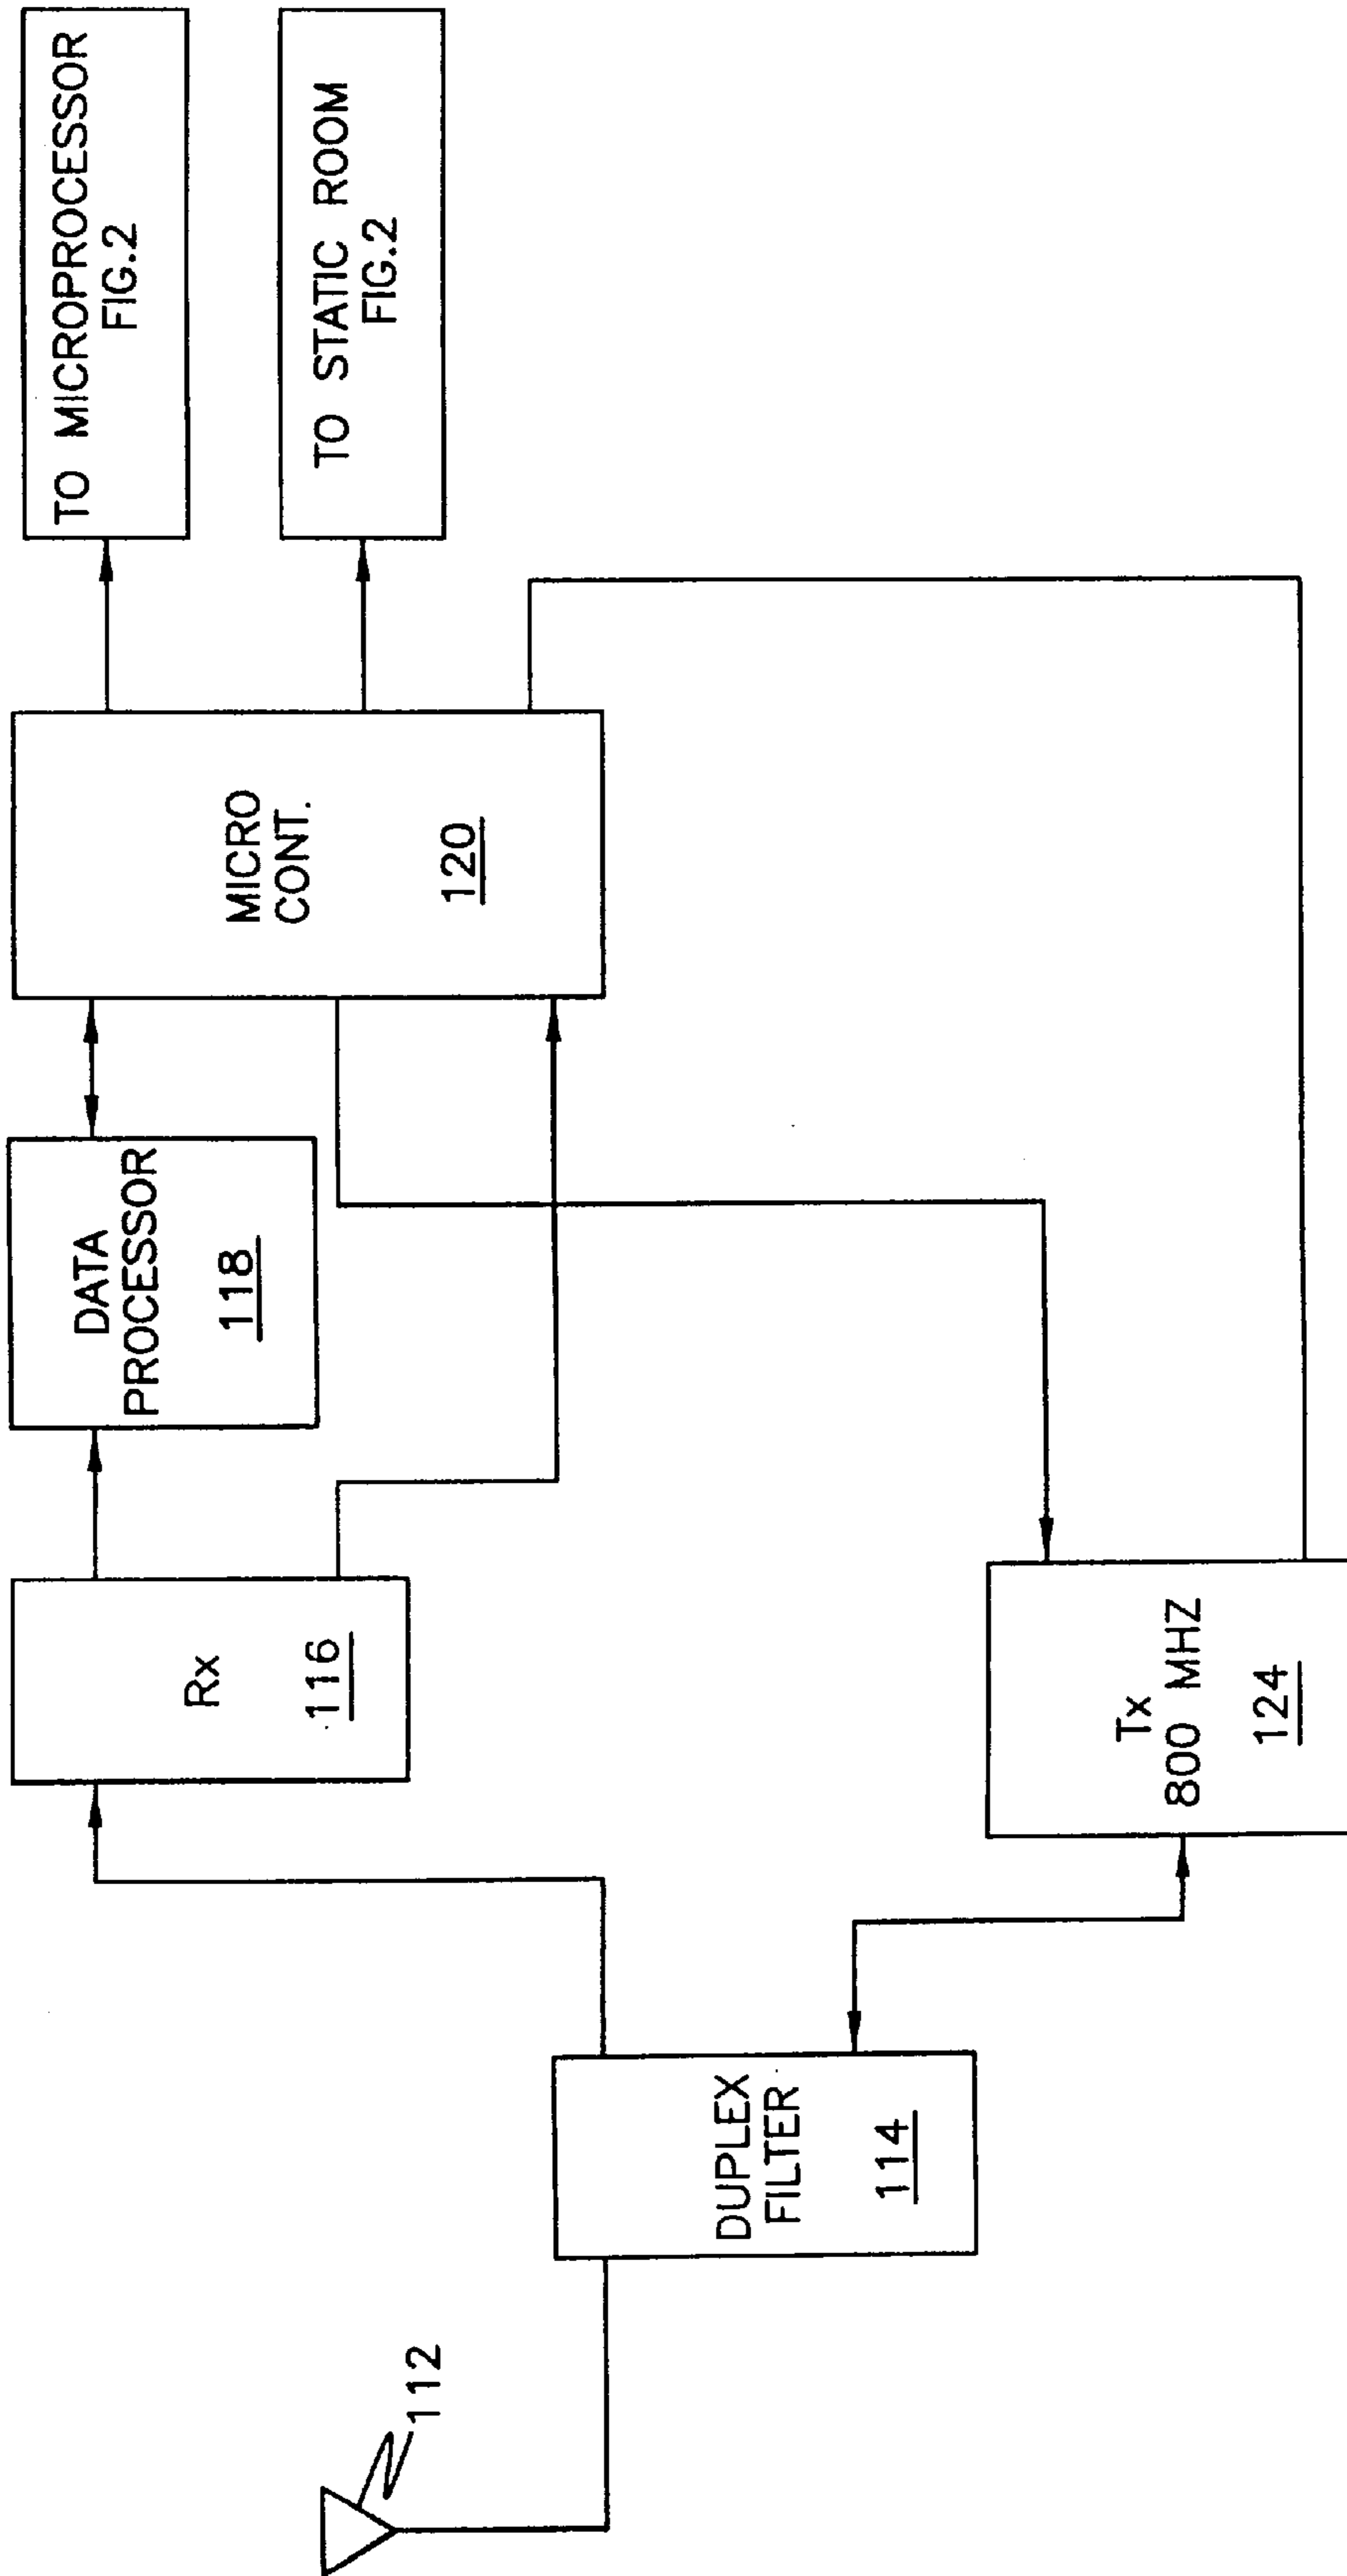 112
DUPLEX
FILTER
114
Rx
116
DATA
PROCESSOR
118
MICRO
CONT.
120
TO MICROPROCESSOR
FIG.2
TO STATIC ROOM
FIG.2
Tx
800 MHZ
124